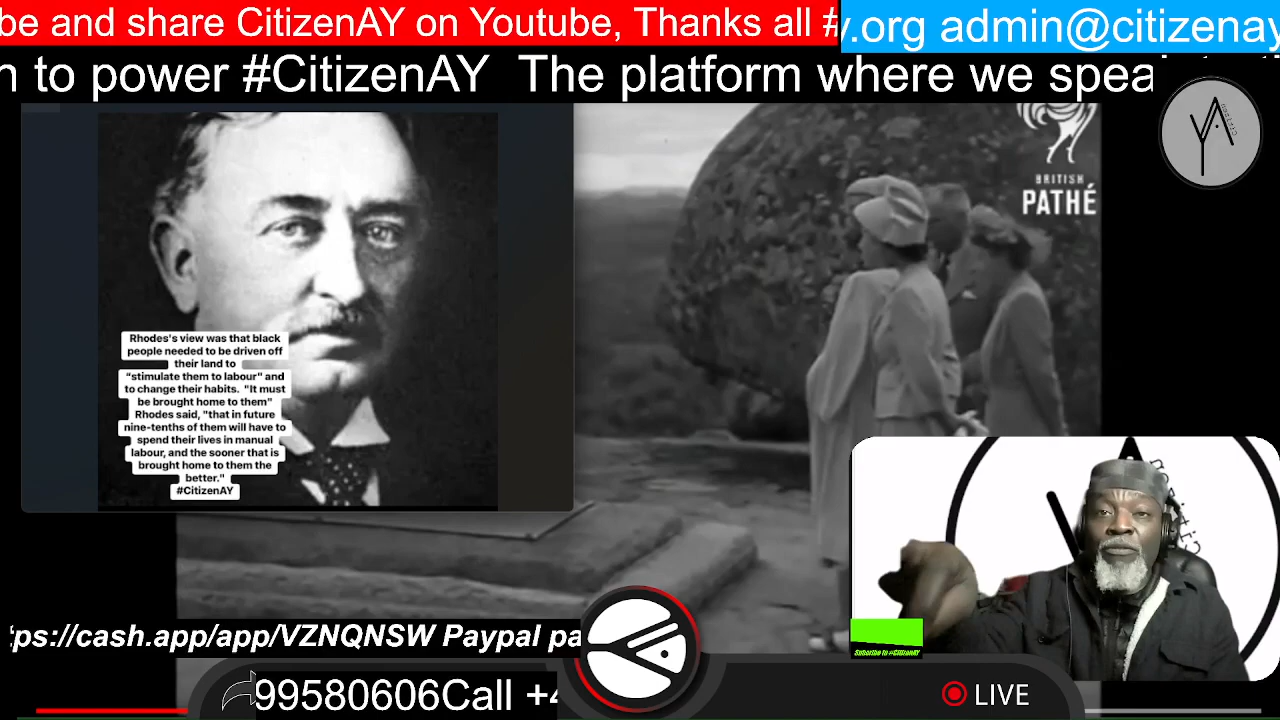 be and share CitizenAY on Youtube, Thanks all #
y.org admin@citizenay
n to power #CitizenAY The platform where we spea
BRITISH
PATHÉ
Rhodes's view was that black
people needed to be driven off
their land to
"stimulate them to labour" and
to change their habits. "It must
be brought home to them"
Rhodes said, "that in future
nine-tenths of them will have to
spend their lives in manual
labour, and the sooner that is
brought home to them the
better."
#CitizenAY
ps://cash.app/app/VZNQNSW Paypal pa
Subscribe to #CitizenAY
99580606Call +4
LIVE